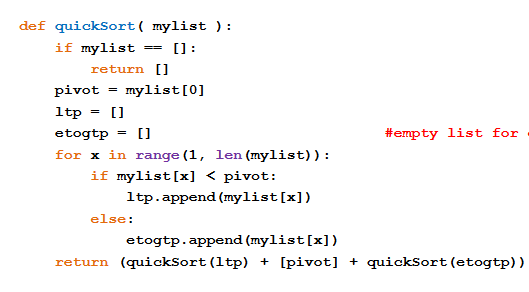 def quickSort( mylist ):
    if mylist == []:
        return []
    pivot = mylist[0]
    ltp = []
    etogtp = [] #empty list for
    for x in range(1, len(mylist)):
        if mylist[x] < pivot:
            ltp.append(mylist[x])
        else:
            etogtp.append(mylist[x])
    return (quickSort(ltp) + [pivot] + quickSort(etogtp))